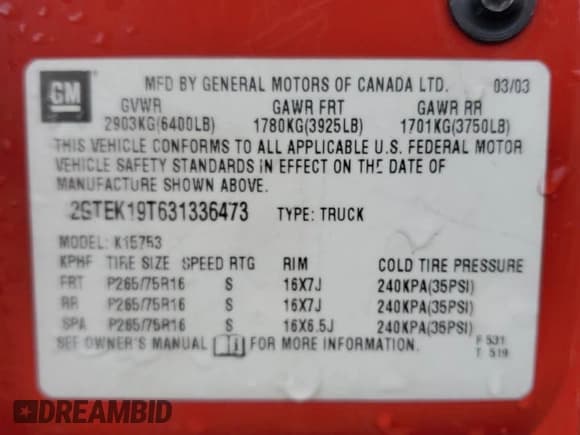 GM
MFD BY GENERAL MOTORS OF CANADA LTD. 03/03
GVWR GAWR FRT GAWR RR
2903KG(6400LB) 1780KG(3925LB) 1701KG(3750LB)
THIS VEHICLE CONFORMS TO ALL APPLICABLE U.S. FEDERAL MOTOR
VEHICLE SAFETY STANDARDS IN EFFECT ON THE DATE OF
MANUFACTURE SHOWN ABOVE.
2GTEK19T631336473 TYPE: TRUCK
MODEL: K15753
TIRE SIZE SPEED RTG RIM COLD TIRE PRESSURE
FRT P265/75R16 S 16X7J 240KPA(35PSI)
RR P265/75R16 S 16X7J 240KPA(35PSI)
SPA P265/75R16 S 16X6.5J 240KPA(35PSI)
SEE OWNER'S MANUAL FOR MORE INFORMATION. F 531
T 519
DREAMBID